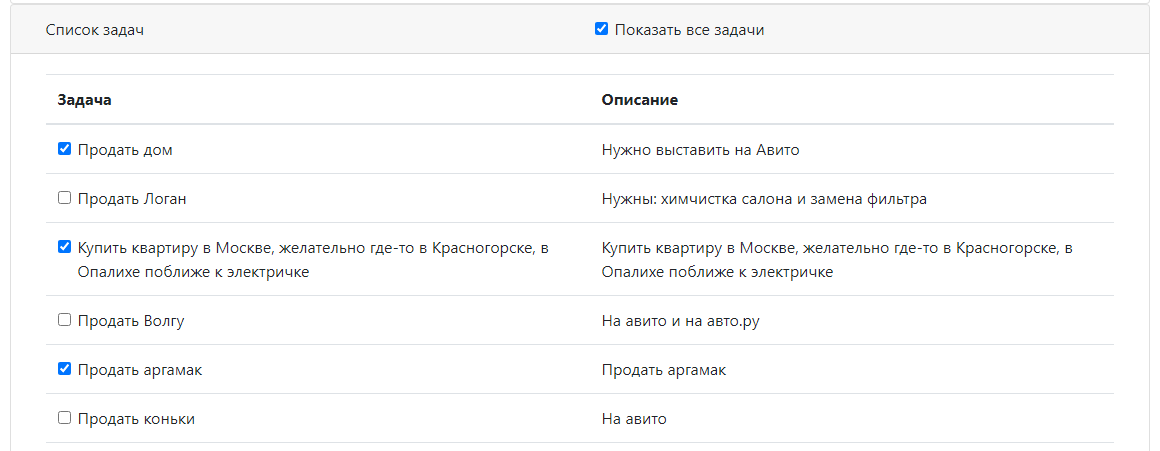 Список задач
Показать все задачи
Задача
Описание
Продать дом
Нужно выставить на Авито
Продать Логан
Нужны: химчистка салона и замена фильтра
Купить квартиру в Москве, желательно где-то в Красногорске, в
Опалихе поближе к электричке
Купить квартиру в Москве, желательно где-то в Красногорске, в
Опалихе поближе к электричке
Продать Волгу
На авито и на авто.ру
Продать аргамак
Продать аргамак
Продать коньки
На авито